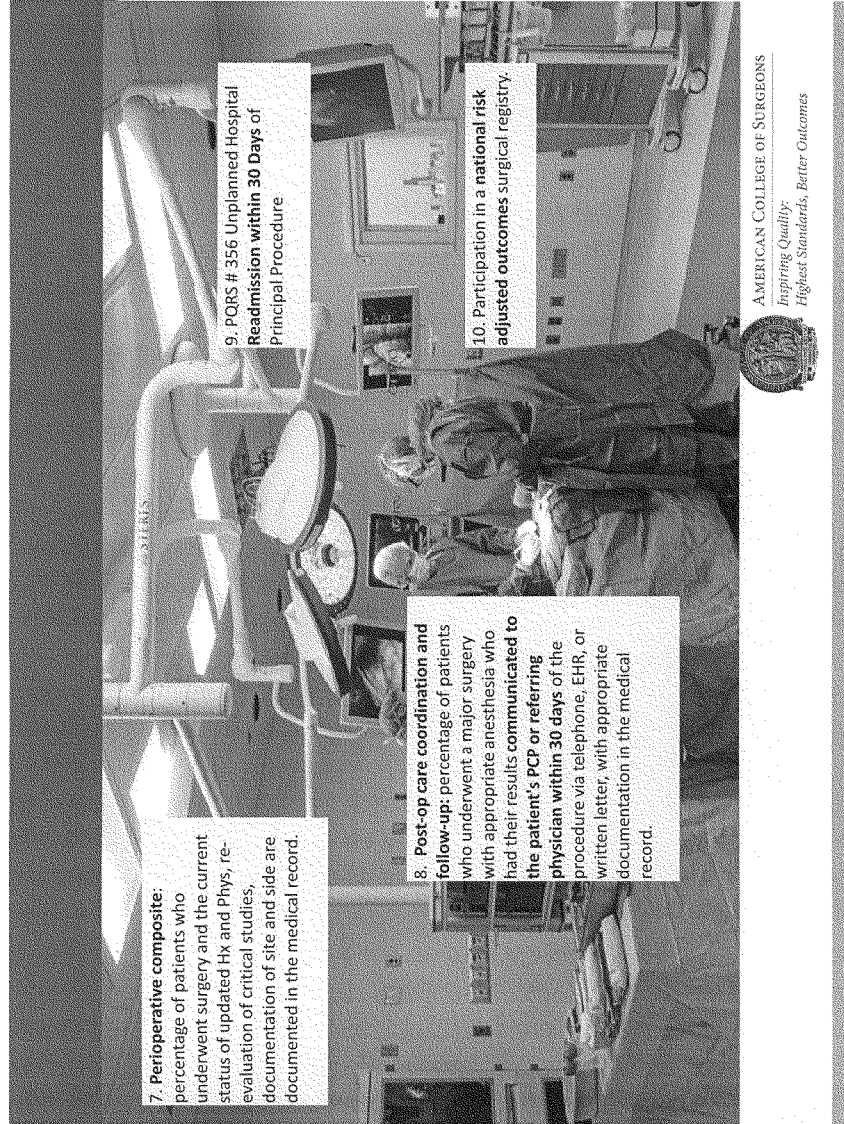 7. Perioperative composite:
percentage of patients who
underwent surgery and the current
status of updated Hx and Phys, re-
evaluation of critical studies,
documentation of site and side are
documented in the medical record.
8. Post-op care coordination and
follow-up: percentage of patients
who underwent a major surgery
with appropriate anesthesia who
had their results communicated to
the patient's PCP or referring
physician within 30 days of the
procedure via telephone, EHR, or
written letter, with appropriate
documentation in the medical
record.
9. PQRS # 356 Unplanned Hospital
Readmission within 30 Days of
Principal Procedure
10. Participation in a national risk
adjusted outcomes surgical registry.
STERIS
AMERICAN COLLEGE OF SURGEONS
Inspiring Quality:
Highest Standards, Better Outcomes